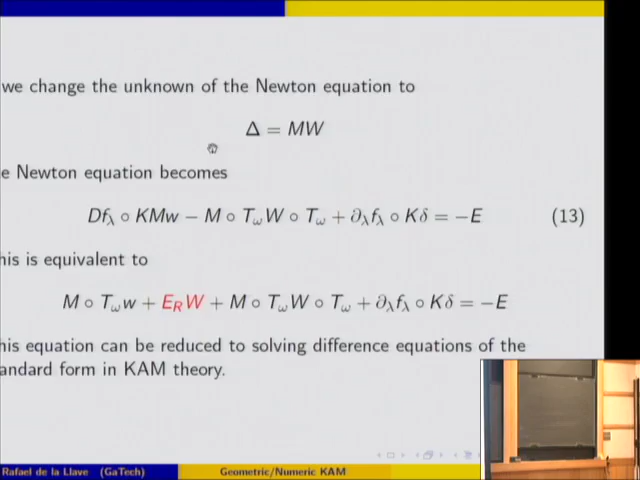 we change the unknown of the Newton equation to
Δ = MW
e Newton equation becomes
Df_λ ∘ KMw − M ∘ T_ω W ∘ T_ω + ∂_λ f_λ ∘ Kδ = −E (13)
his is equivalent to
M ∘ T_ω w + E_R W + M ∘ T_ω W ∘ T_ω + ∂_λ f_λ ∘ Kδ = −E
his equation can be reduced to solving difference equations of the
andard form in KAM theory.
Rafael de la Llave (GaTech) Geometric/Numeric KAM